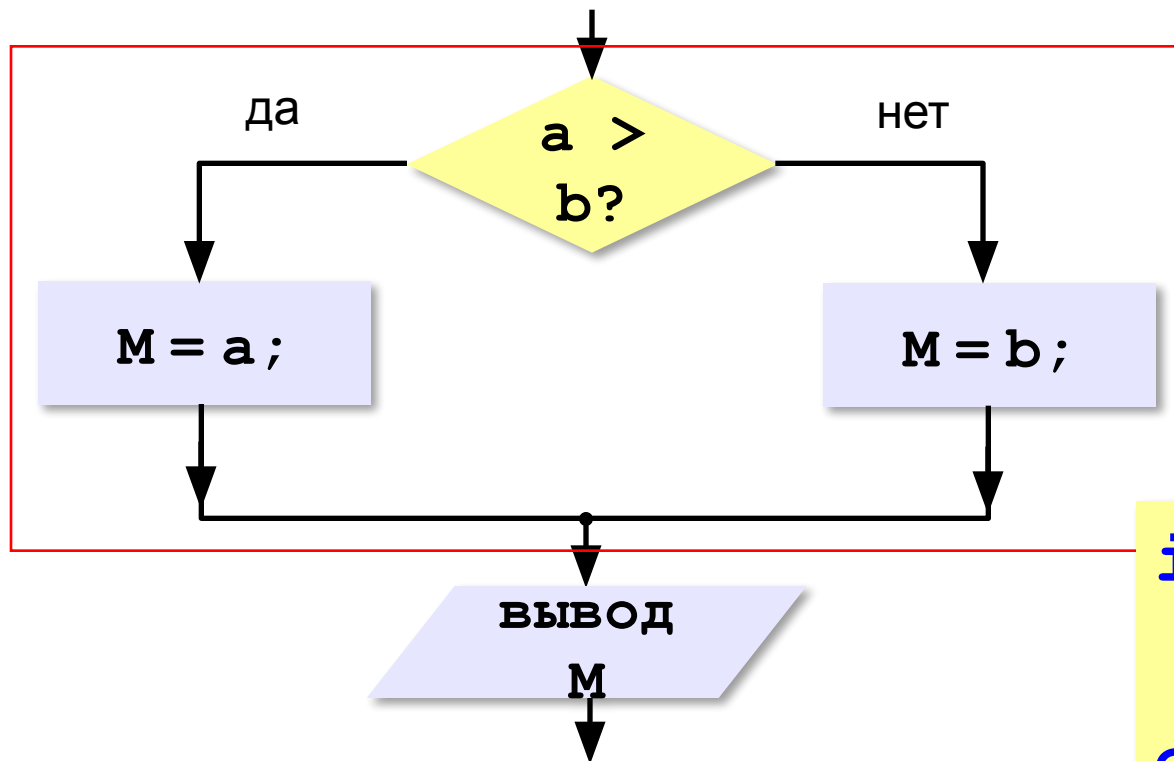 да
a >
b?
нет
M = a;
M = b;
вывод
M